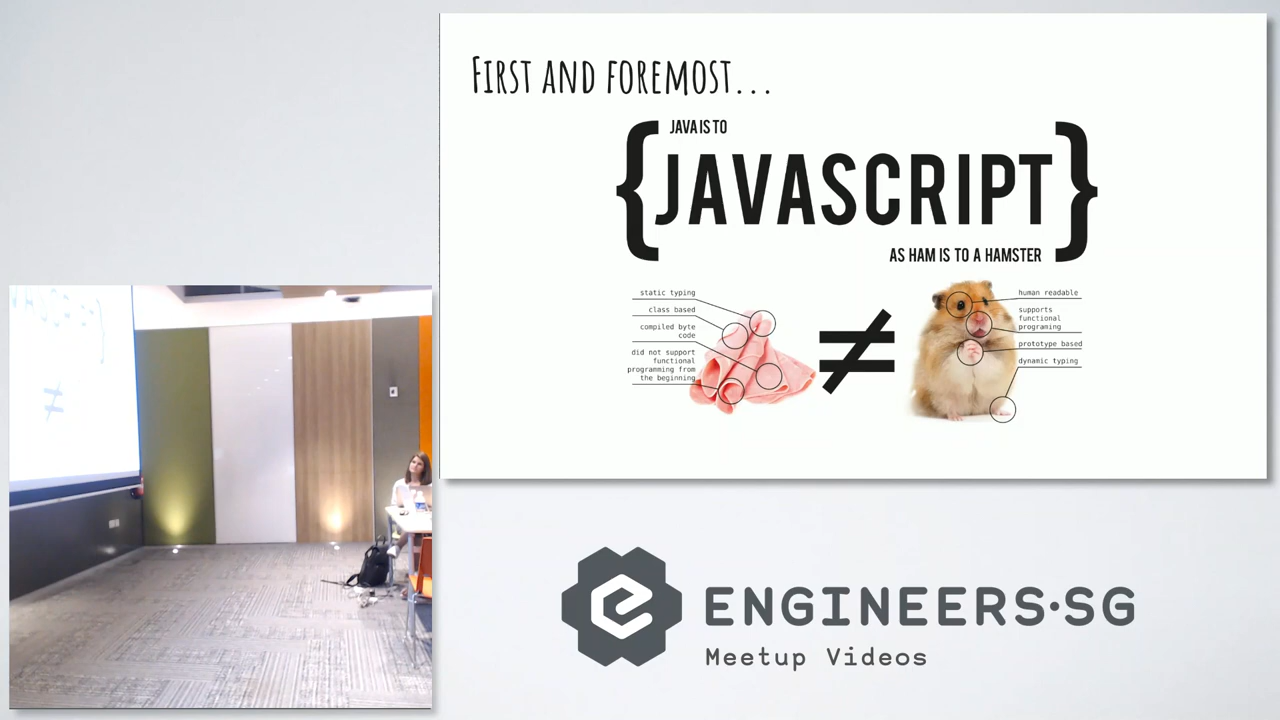 First and foremost...
JAVA IS TO
{JAVASCRIPT}
AS HAM IS TO A HAMSTER
static typing
class based
compiled byte
code
did not support
functional
programming from
the beginning
≠
human readable
supports
functional
programing
prototype based
dynamic typing
ENGINEERS·SG
Meetup Videos